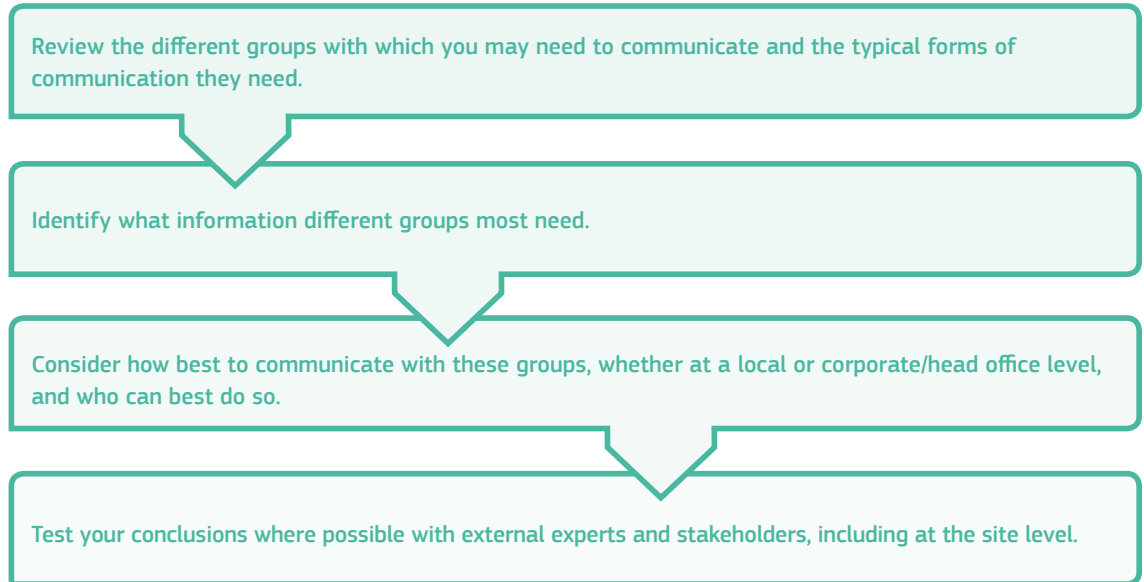 Review the different groups with which you may need to communicate and the typical forms of
communication they need.
Identify what information different groups most need.
Consider how best to communicate with these groups, whether at a local or corporate/head office level,
and who can best do so.
Test your conclusions where possible with external experts and stakeholders, including at the site level.